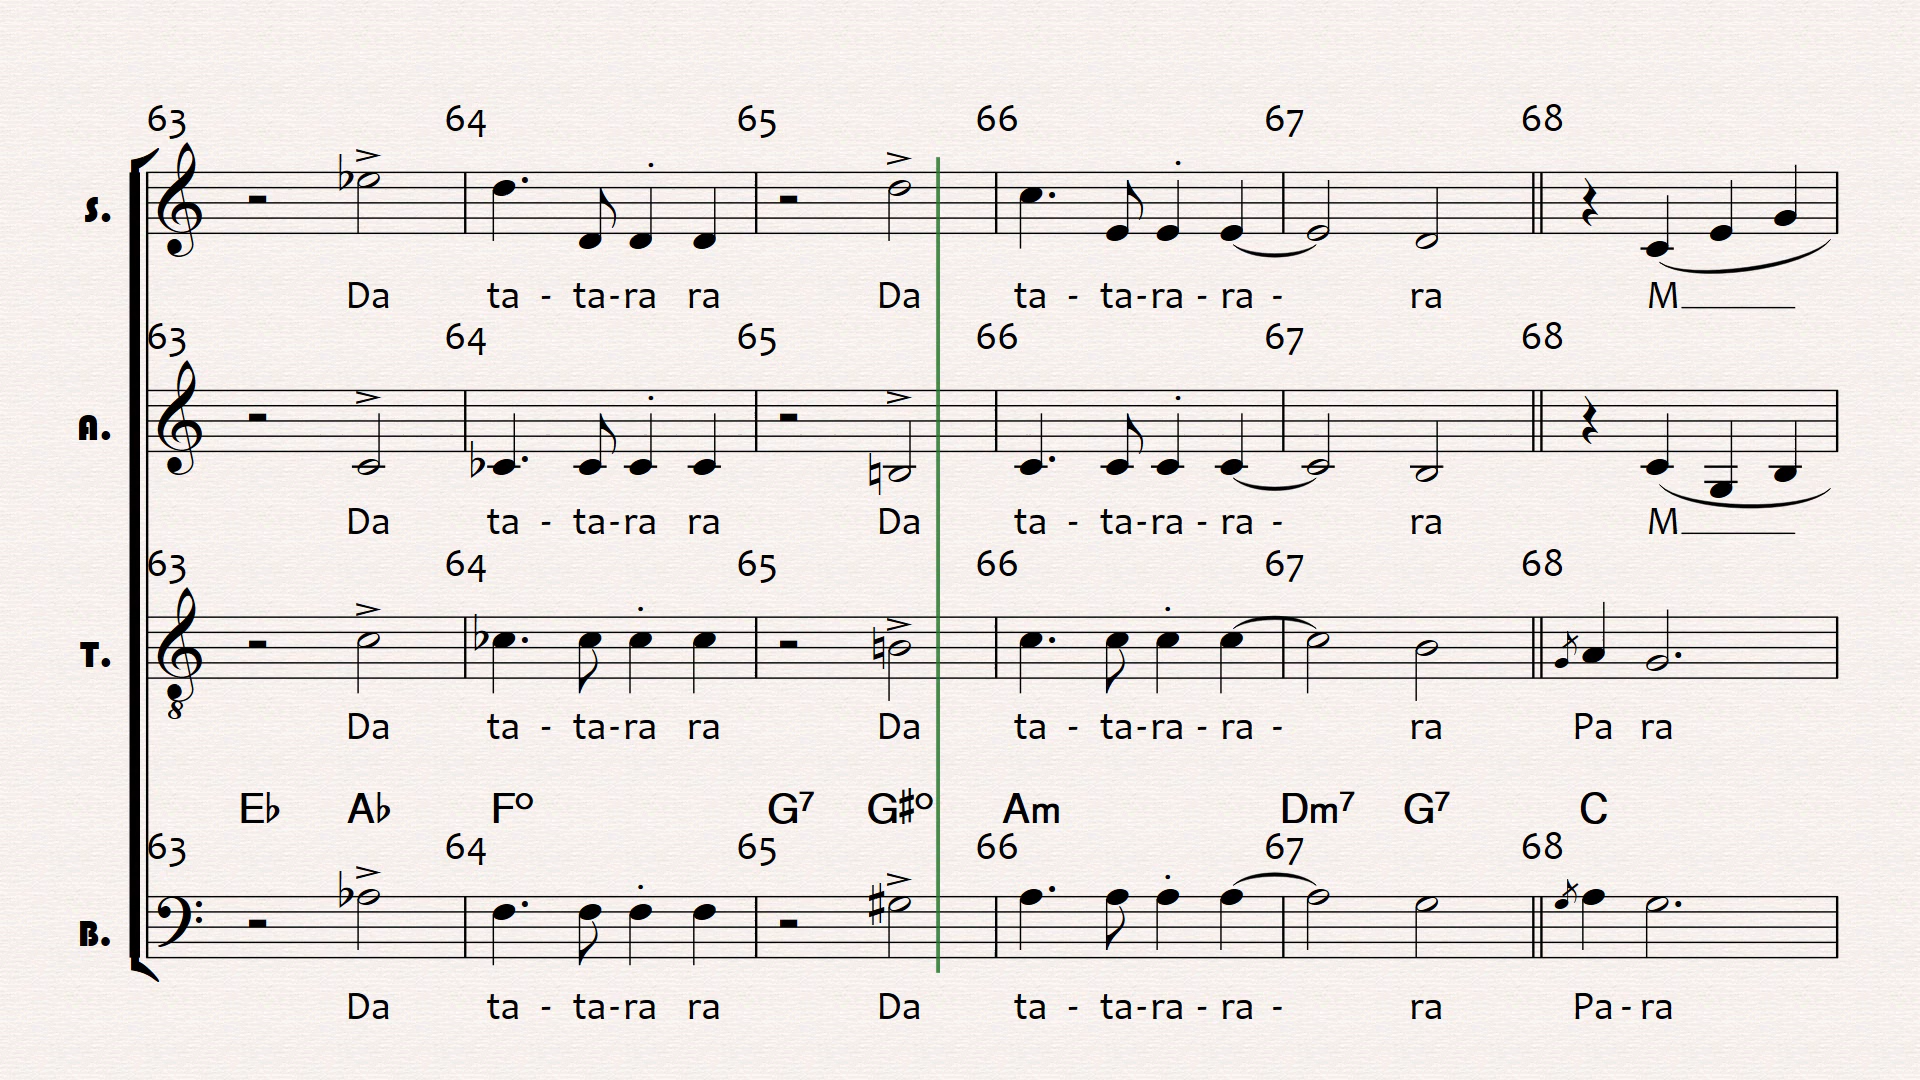 63 64 65 66 67 68
S.
Da ta - ta-ra ra Da ta - ta-ra - ra - ra M
63 64 65 66 67 68
A.
Da ta - ta-ra ra Da ta - ta-ra - ra - ra M
63 64 65 66 67 68
T.
8
Da ta - ta-ra ra Da ta - ta-ra - ra - ra Pa ra
E♭ A♭ F° G7 G♯° Am Dm7 G7 C
63 64 65 66 67 68
B.
Da ta - ta-ra ra Da ta - ta-ra - ra - ra Pa - ra